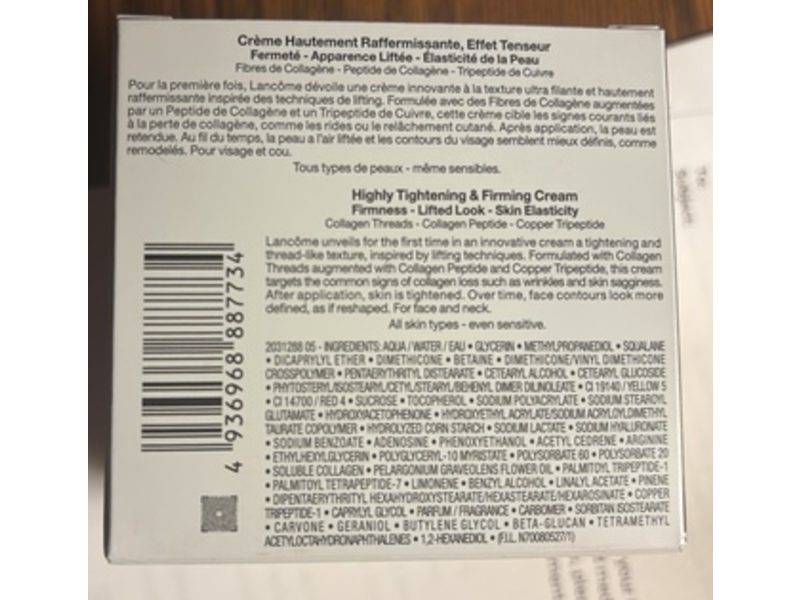 Crème Hautement Raffermissante, Effet Tenseur
Fermeté - Apparence Liftée - Élasticité de la Peau
Fibres de Collagène - Peptide de Collagène - Tripeptide de Cuivre
Pour la première fois, Lancôme dévoile une crème innovante à la texture ultra filante et hautement
raffermissante inspirée des techniques de lifting. Formulée avec des Fibres de Collagène augmentées
par un Peptide de Collagène et un Tripeptide de Cuivre, cette crème cible les signes courants liés
à la perte de collagène, comme les rides ou le relâchement cutané. Après application, la peau est
retendue. Au fil du temps, la peau a l'air liftée et les contours du visage semblent mieux définis, comme
remodelés. Pour visage et cou.
Tous types de peaux - même sensibles.
Highly Tightening & Firming Cream
Firmness - Lifted Look - Skin Elasticity
Collagen Threads - Collagen Peptide - Copper Tripeptide
Lancôme unveils for the first time in an innovative cream a tightening and
thread-like texture, inspired by lifting techniques. Formulated with Collagen
Threads augmented with Collagen Peptide and Copper Tripeptide, this cream
targets the common signs of collagen loss such as wrinkles and skin sagginess.
After application, skin is tightened. Over time, face contours look more
defined, as if reshaped. For face and neck.
All skin types - even sensitive.
2031288 05 - INGREDIENTS: AQUA / WATER / EAU • GLYCERIN • METHYLPROPANEDIOL • SQUALANE
• DICAPRYLYL ETHER • DIMETHICONE • BETAINE • DIMETHICONE/VINYL DIMETHICONE
CROSSPOLYMER • PENTAERYTHRITYL DISTEARATE • CETEARYL ALCOHOL • CETEARYL GLUCOSIDE
• PHYTOSTERYL/ISOSTEARYL/CETYL/STEARYL/BEHENYL DIMER DILINOLEATE • CI 19140 / YELLOW 5
• CI 14700 / RED 4 • SUCROSE • TOCOPHEROL • SODIUM POLYACRYLATE • SODIUM STEAROYL
GLUTAMATE • HYDROXYACETOPHENONE • HYDROXYETHYL ACRYLATE/SODIUM ACRYLOYLDIMETHYL
TAURATE COPOLYMER • HYDROLYZED CORN STARCH • SODIUM LACTATE • SODIUM HYALURONATE
• SODIUM BENZOATE • ADENOSINE • PHENOXYETHANOL • ACETYL CEDRENE • ARGININE
• ETHYLHEXYLGLYCERIN • POLYGLYCERYL-10 MYRISTATE • POLYSORBATE 60 • POLYSORBATE 20
• SOLUBLE COLLAGEN • PELARGONIUM GRAVEOLENS FLOWER OIL • PALMITOYL TRIPEPTIDE-1
• PALMITOYL TETRAPEPTIDE-7 • LIMONENE • BENZYL ALCOHOL • LINALYL ACETATE • PINENE
• DIPENTAERYTHRITYL HEXAHYDROXYSTEARATE/HEXASTEARATE/HEXAROSINATE • COPPER
TRIPEPTIDE-1 • CAPRYLYL GLYCOL • PARFUM / FRAGRANCE • CARBOMER • SORBITAN ISOSTEARATE
• CARVONE • GERANIOL • BUTYLENE GLYCOL • BETA-GLUCAN • TETRAMETHYL
ACETYLOCTAHYDRONAPHTHALENES • 1,2-HEXANEDIOL • (F.I.L. N70080527/1)
4 936968 887734
To: